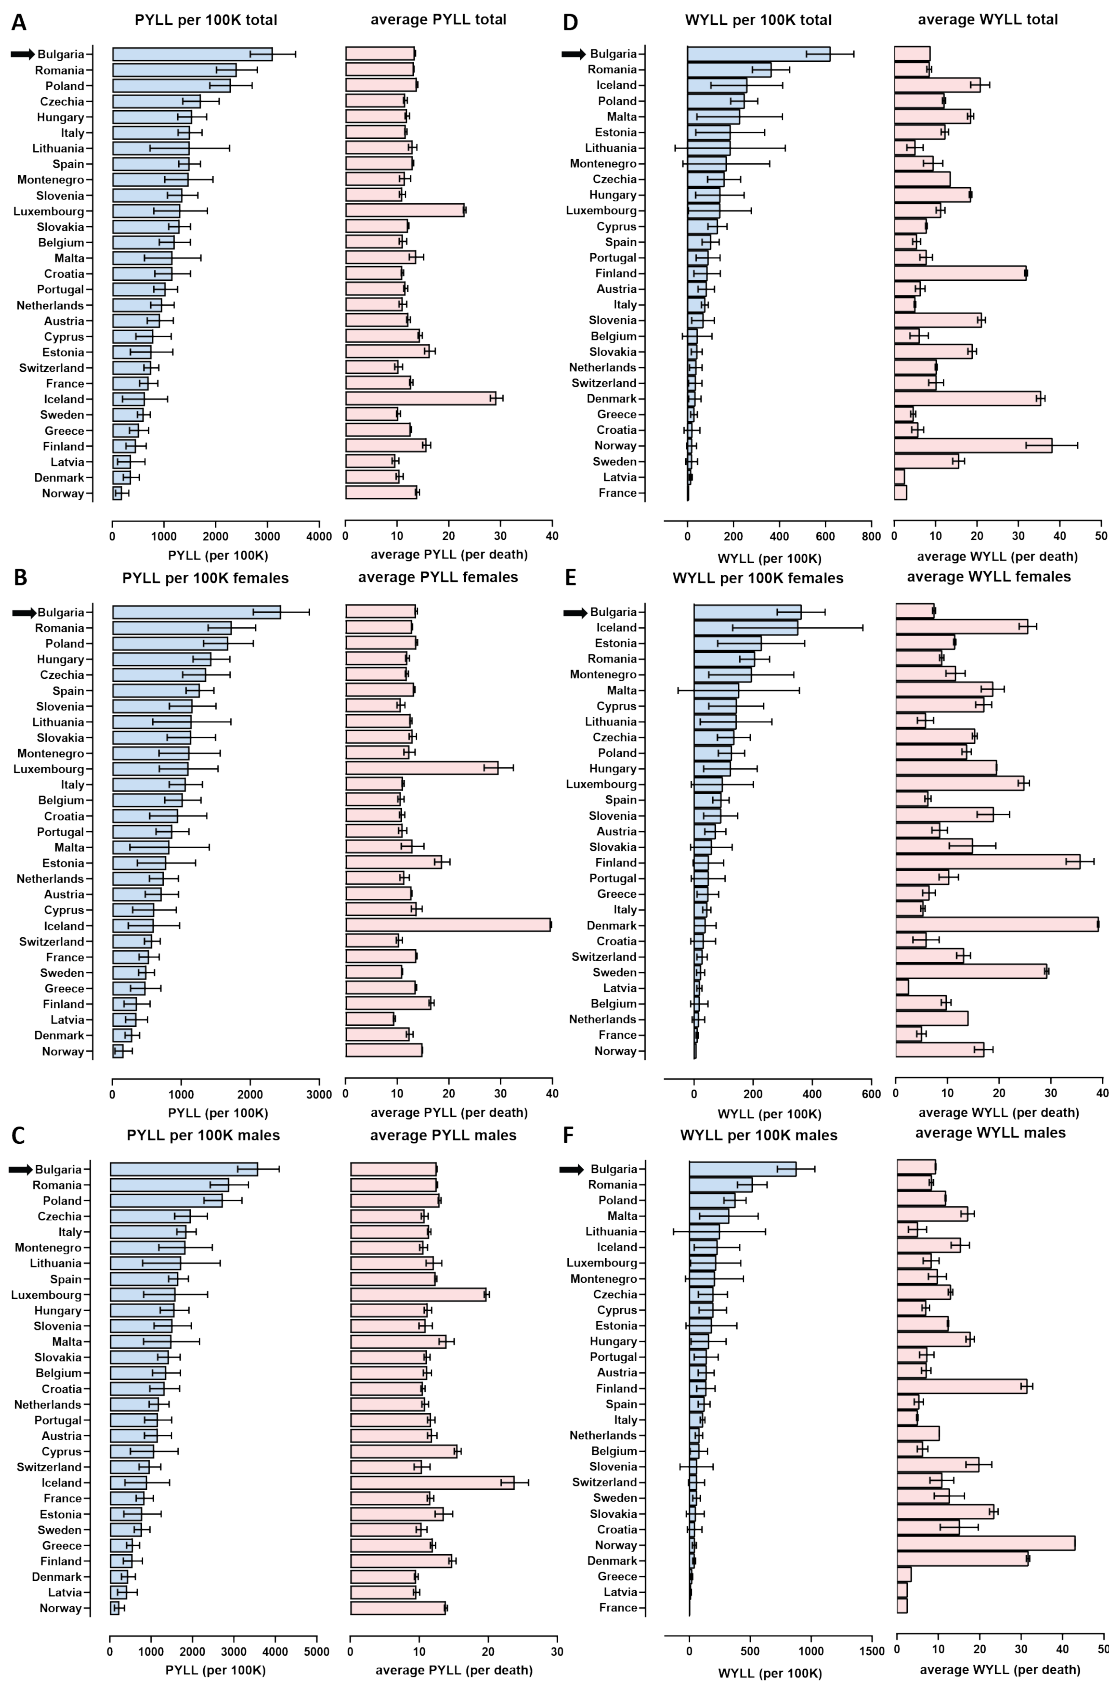 A
PYLL per 100K total
average PYLL total
Bulgaria
Romania
Poland
Czechia
Hungary
Italy
Lithuania
Spain
Montenegro
Slovenia
Luxembourg
Slovakia
Belgium
Malta
Croatia
Portugal
Netherlands
Austria
Cyprus
Estonia
Switzerland
France
Iceland
Sweden
Greece
Finland
Latvia
Denmark
Norway
0 1000 2000 3000 4000
PYLL (per 100K)
0 10 20 30 40
average PYLL (per death)
B
PYLL per 100K females
average PYLL females
Bulgaria
Romania
Poland
Hungary
Czechia
Spain
Slovenia
Lithuania
Slovakia
Montenegro
Luxembourg
Italy
Belgium
Croatia
Portugal
Malta
Estonia
Netherlands
Austria
Cyprus
Iceland
Switzerland
France
Sweden
Greece
Finland
Latvia
Denmark
Norway
0 1000 2000 3000
PYLL (per 100K)
0 10 20 30 40
average PYLL (per death)
C
PYLL per 100K males
average PYLL males
Bulgaria
Romania
Poland
Czechia
Italy
Montenegro
Lithuania
Spain
Luxembourg
Hungary
Slovenia
Malta
Slovakia
Belgium
Croatia
Netherlands
Portugal
Austria
Cyprus
Switzerland
Iceland
France
Estonia
Sweden
Greece
Finland
Denmark
Latvia
Norway
0 1000 2000 3000 4000 5000
PYLL (per 100K)
0 10 20 30
average PYLL (per death)
D
WYLL per 100K total
average WYLL total
Bulgaria
Romania
Iceland
Poland
Malta
Estonia
Lithuania
Montenegro
Czechia
Hungary
Luxembourg
Cyprus
Spain
Portugal
Finland
Austria
Italy
Slovenia
Belgium
Slovakia
Netherlands
Switzerland
Denmark
Greece
Croatia
Norway
Sweden
Latvia
France
0 200 400 600 800
WYLL (per 100K)
0 10 20 30 40 50
average WYLL (per death)
E
WYLL per 100K females
average WYLL females
Bulgaria
Iceland
Estonia
Romania
Montenegro
Malta
Cyprus
Lithuania
Czechia
Poland
Hungary
Luxembourg
Spain
Slovenia
Austria
Slovakia
Finland
Portugal
Greece
Italy
Denmark
Croatia
Switzerland
Sweden
Latvia
Belgium
Netherlands
France
Norway
0 200 400 600
WYLL (per 100K)
0 10 20 30 40
average WYLL (per death)
F
WYLL per 100K males
average WYLL males
Bulgaria
Romania
Poland
Malta
Lithuania
Iceland
Luxembourg
Montenegro
Czechia
Cyprus
Estonia
Hungary
Portugal
Austria
Finland
Spain
Italy
Netherlands
Belgium
Slovenia
Switzerland
Sweden
Slovakia
Croatia
Norway
Denmark
Greece
Latvia
France
0 500 1000 1500
WYLL (per 100K)
0 10 20 30 40 50
average WYLL (per death)